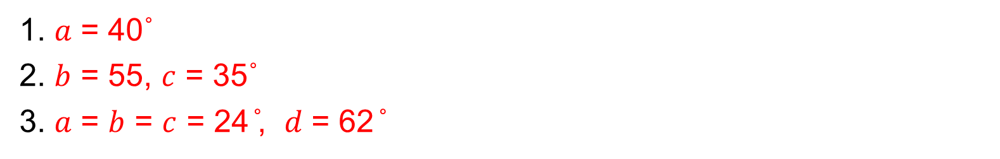 1. a = 40°
2. b = 55, c = 35°
3. a = b = c = 24°, d = 62°